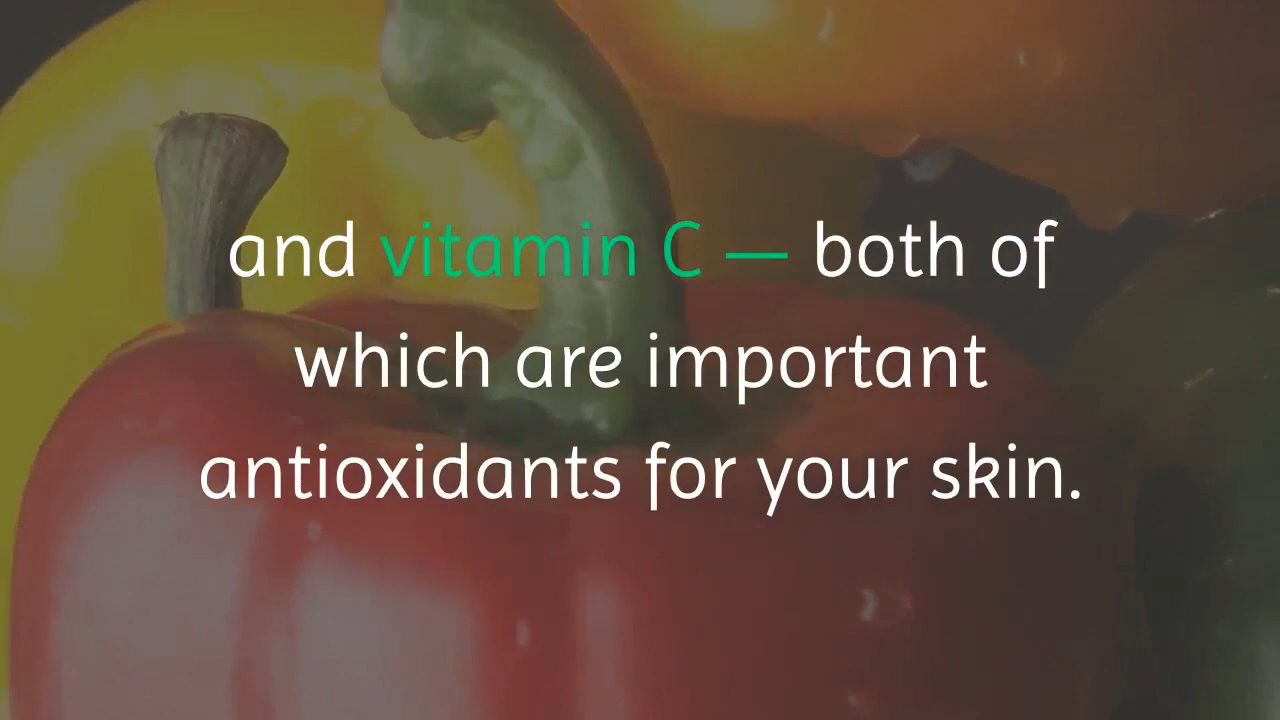 and vitamin C — both of
which are important
antioxidants for your skin.